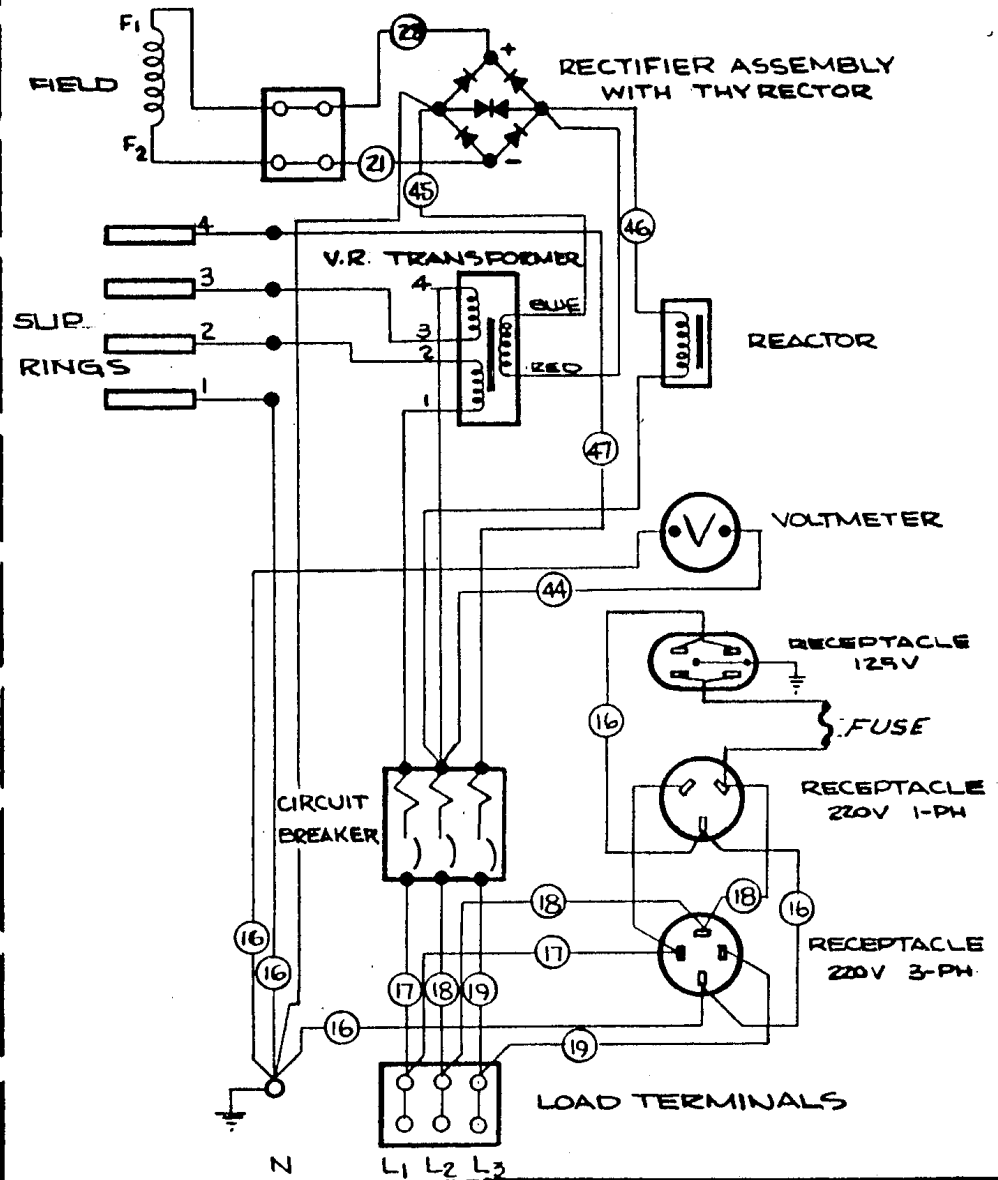 F1
22
+
FIELD
RECTIFIER ASSEMBLY
WITH THYRECTOR
F2
21
-
45
46
4
V.R. TRANSFORMER
3
4
BLUE
SLIP
RINGS
2
3
2
RED
REACTOR
1
1
47
V
VOLTMETER
44
RECEPTACLE
125V
16
FUSE
RECEPTACLE
220V 1-PH
CIRCUIT
BREAKER
18
18
16
16
17
RECEPTACLE
220V 3-PH
16
17
18
19
16
19
LOAD TERMINALS
N
L1
L2
L3